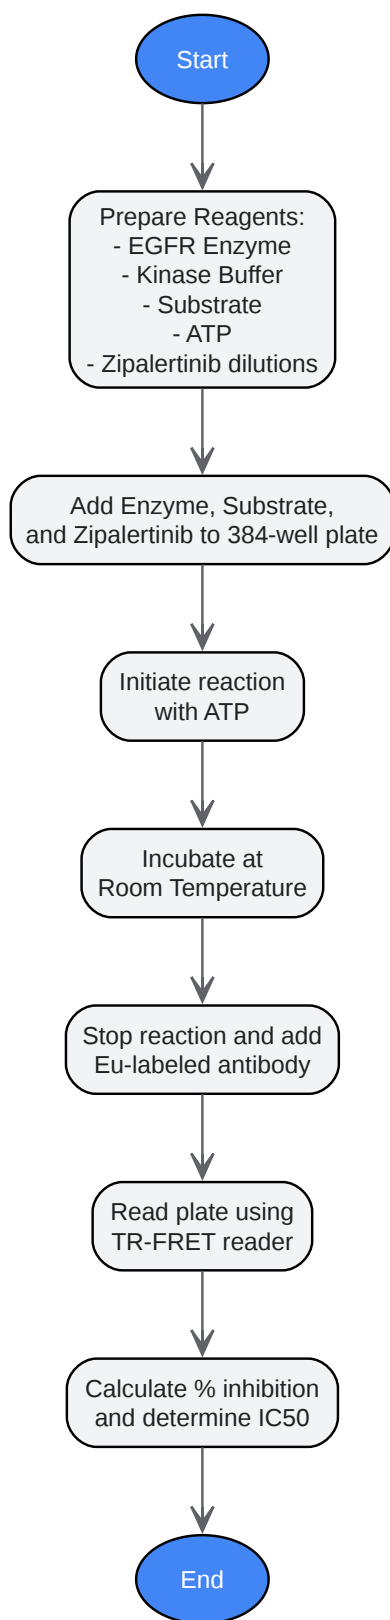 Start
Prepare Reagents:
- EGFR Enzyme
- Kinase Buffer
- Substrate
- ATP
- Zipalertinib dilutions
Add Enzyme, Substrate,
and Zipalertinib to 384-well plate
Initiate reaction
with ATP
Incubate at
Room Temperature
Stop reaction and add
Eu-labeled antibody
Read plate using
TR-FRET reader
Calculate % inhibition
and determine IC50
End